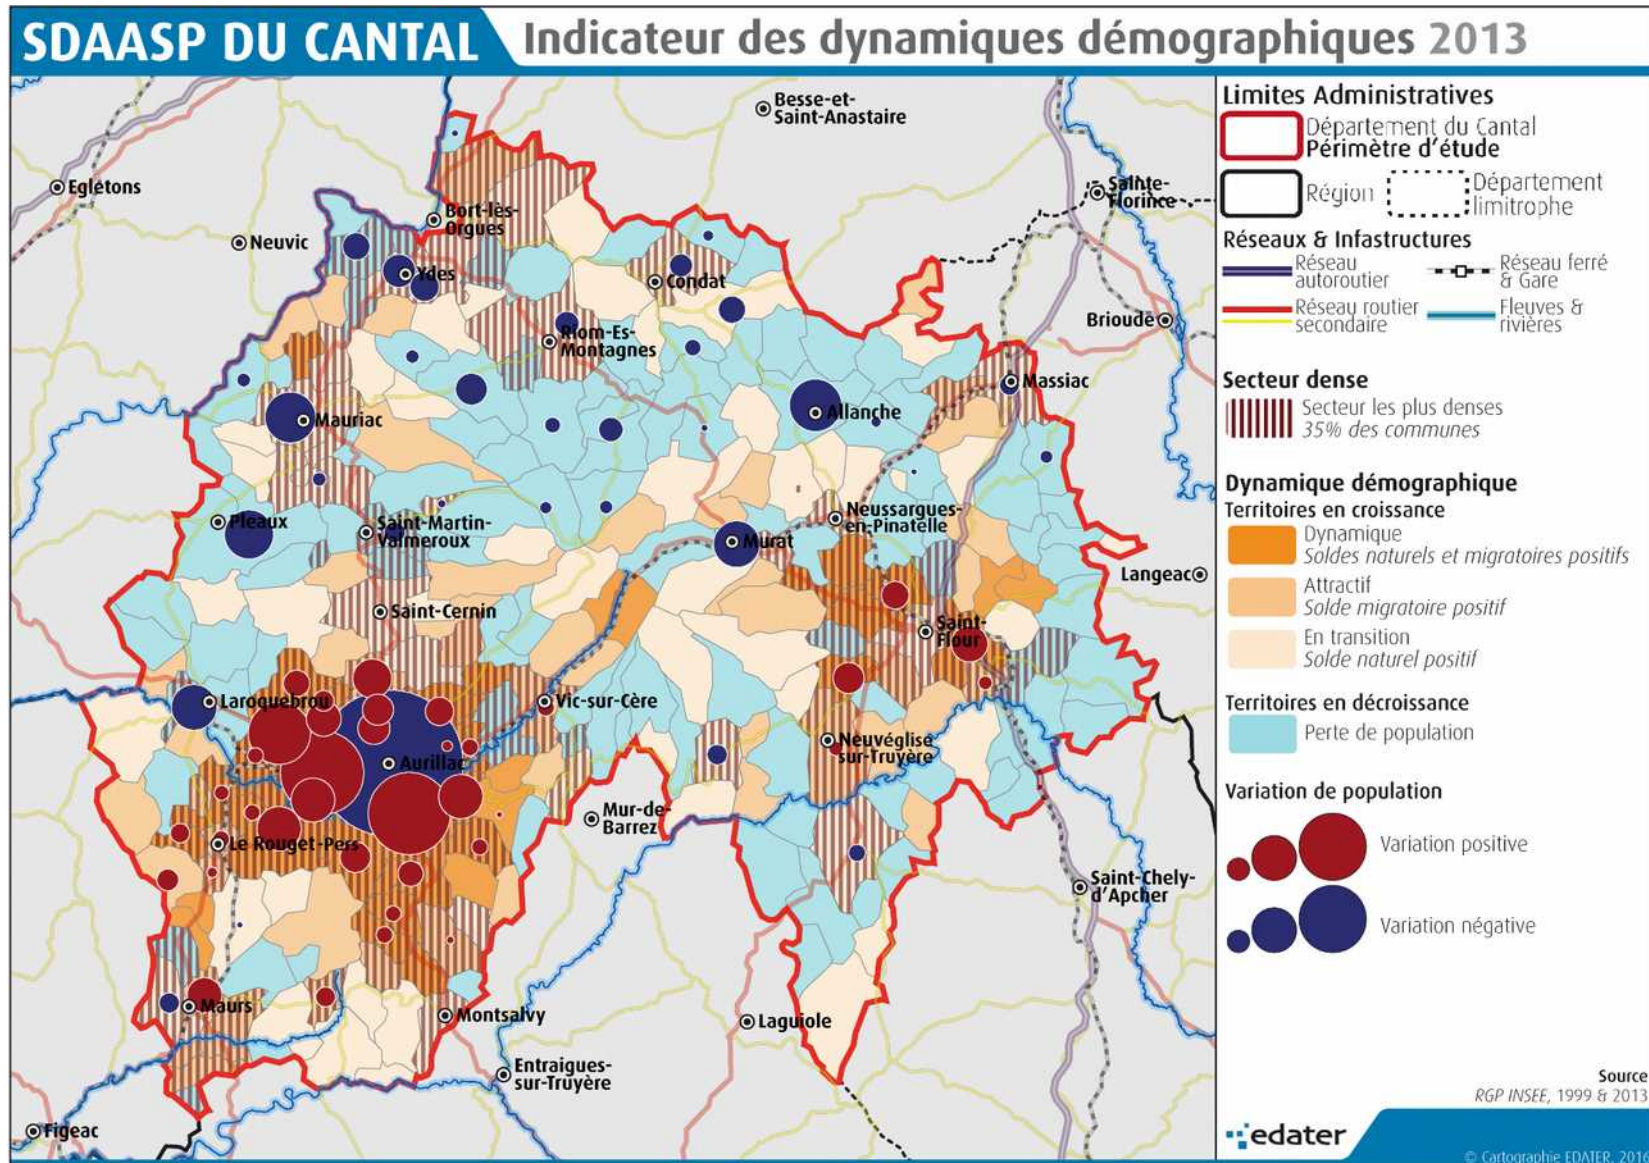 SDAASP DU CANTAL
Indicateur des dynamiques démographiques 2013
Besse-et-
Saint-Anastaire
Egletons
Sainte-
Florince
Bort-lès-
Orgues
Neuvic
Ydes
Condat
Brioude
Riom-Es-
Montagnes
Massiac
Mauriac
Allanche
Pleaux
Saint-Martin-
Valmeroux
Neussargues-
en-Pinatelle
Murat
Langeac
Saint-Cernin
Saint-
Flour
Laroquebrou
Vic-sur-Cère
Neuvéglise
sur-Truyère
Aurillac
Mur-de-
Barrez
Le Rouget-Pers
Saint-Chely-
d'Apcher
Maurs
Montsalvy
Laguiole
Entraigues-
sur-Truyère
Figeac
Limites Administratives
Département du Cantal
Périmètre d'étude
Région
Département
limitrophe
Réseaux & Infastructures
Réseau
autoroutier
Réseau ferré
& Gare
Réseau routier
secondaire
Fleuves &
rivières
Secteur dense
Secteur les plus denses
35% des communes
Dynamique démographique
Territoires en croissance
Dynamique
Soldes naturels et migratoires positifs
Attractif
Solde migratoire positif
En transition
Solde naturel positif
Territoires en décroissance
Perte de population
Variation de population
Variation positive
Variation négative
Source
RGP INSEE, 1999 & 2013
edater
© Cartographie EDATER, 2016